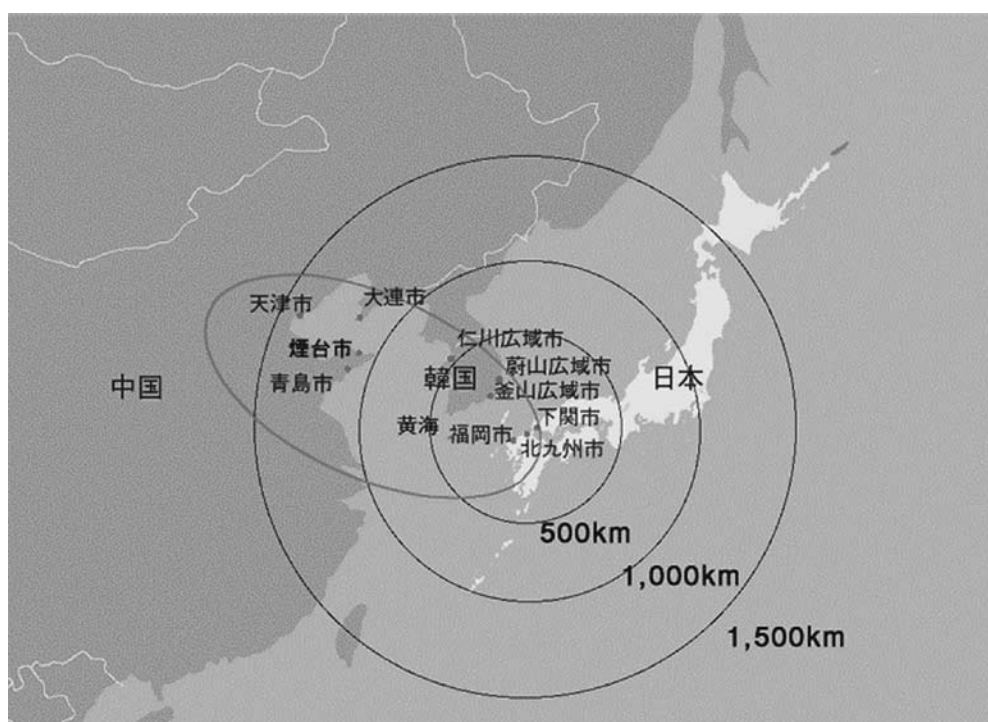 天津市
大連市
煙台市
青島市
中国
仁川広域市
韓国
蔚山広域市
釜山広域市
日本
黄海
福岡市
下関市
北九州市
500km
1,000km
1,500km